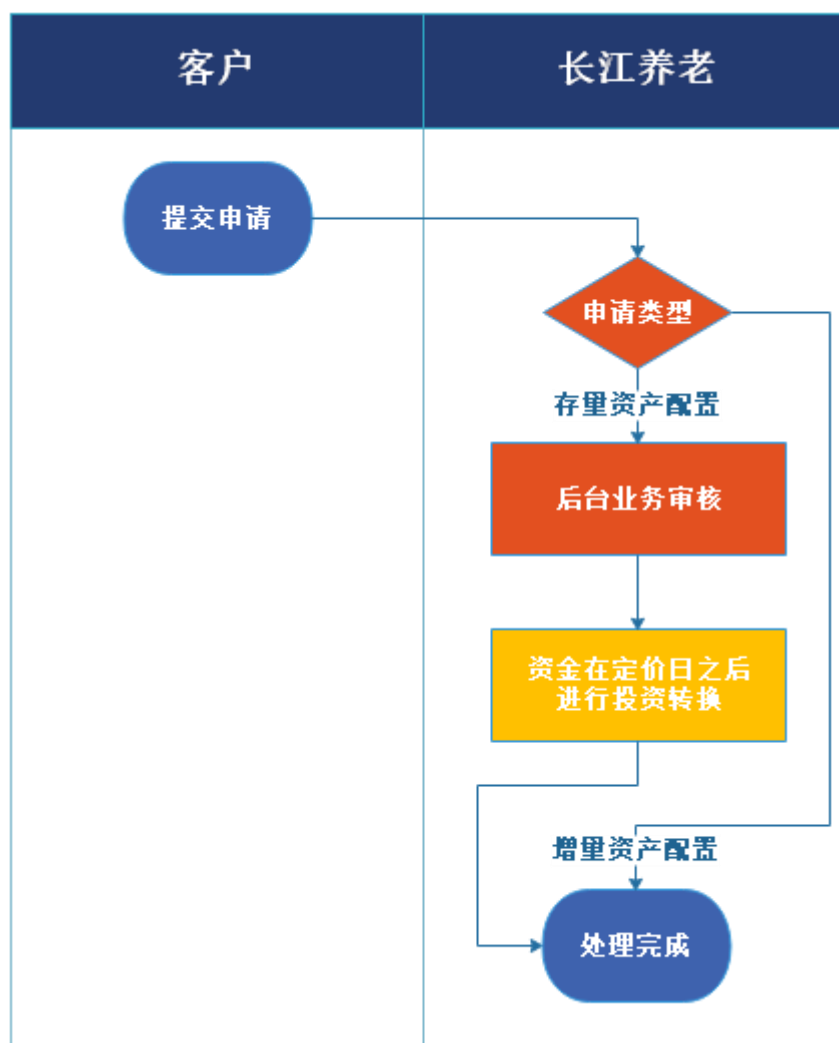 客户
长江养老
提交申请
申请类型
存量资产配置
后台业务审核
资金在定价日之后
进行投资转换
增量资产配置
处理完成